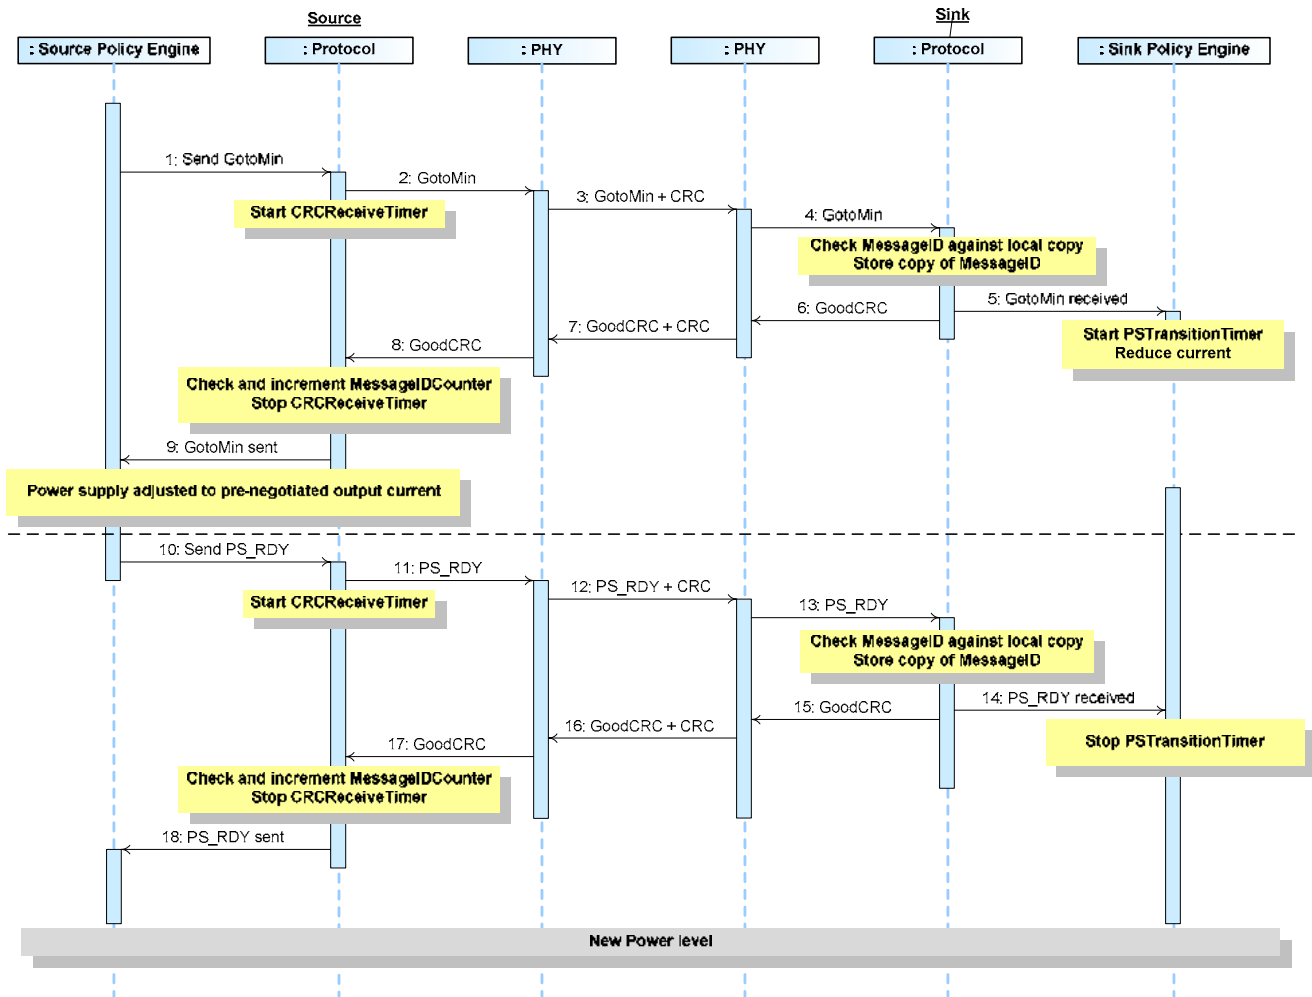 Source
Sink
: Source Policy Engine
: Protocol
: PHY
: PHY
: Protocol
: Sink Policy Engine
1: Send GotoMin
2: GotoMin
Start CRCReceiveTimer
3: GotoMin + CRC
4: GotoMin
Check MessageID against local copy
Store copy of MessageID
5: GotoMin received
6: GoodCRC
Start PSTransitionTimer
Reduce current
7: GoodCRC + CRC
8: GoodCRC
Check and increment MessageIDCounter
Stop CRCReceiveTimer
9: GotoMin sent
Power supply adjusted to pre-negotiated output current
10: Send PS_RDY
11: PS_RDY
Start CRCReceiveTimer
12: PS_RDY + CRC
13: PS_RDY
Check MessageID against local copy
Store copy of MessageID
14: PS_RDY received
15: GoodCRC
Stop PSTransitionTimer
16: GoodCRC + CRC
17: GoodCRC
Check and increment MessageIDCounter
Stop CRCReceiveTimer
18: PS_RDY sent
New Power level